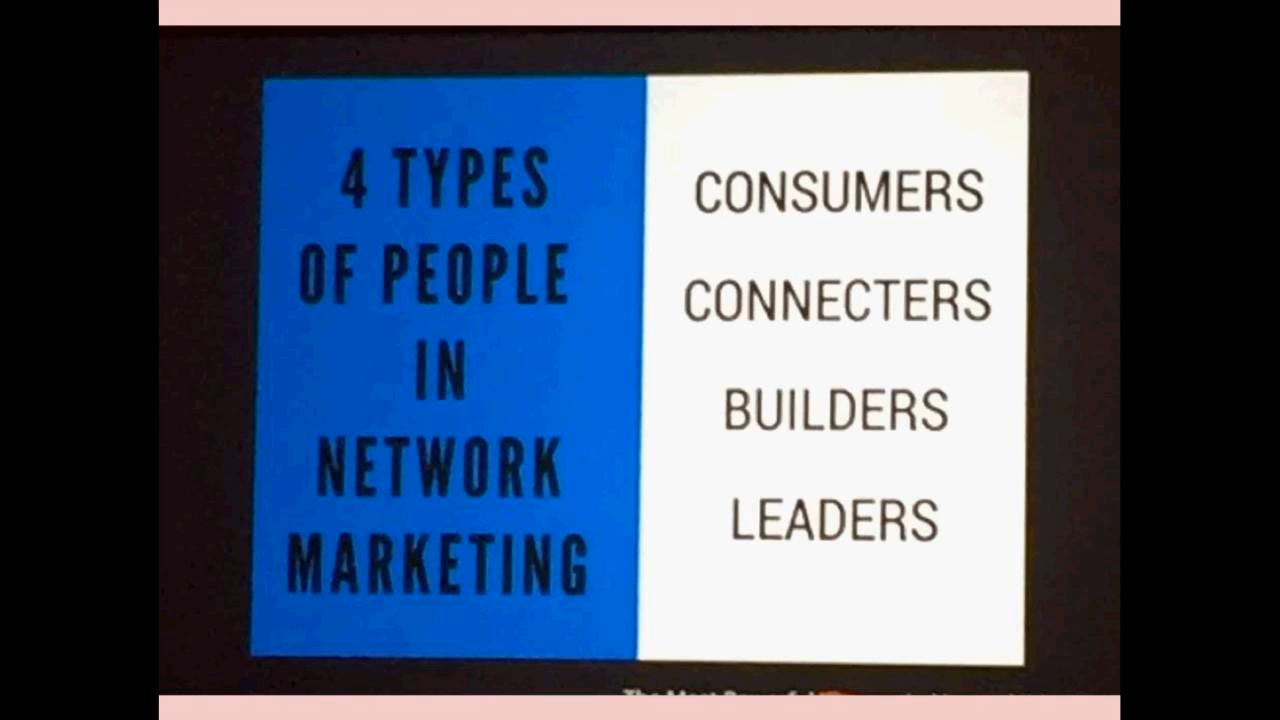 4 TYPES
OF PEOPLE
IN
NETWORK
MARKETING
CONSUMERS
CONNECTERS
BUILDERS
LEADERS